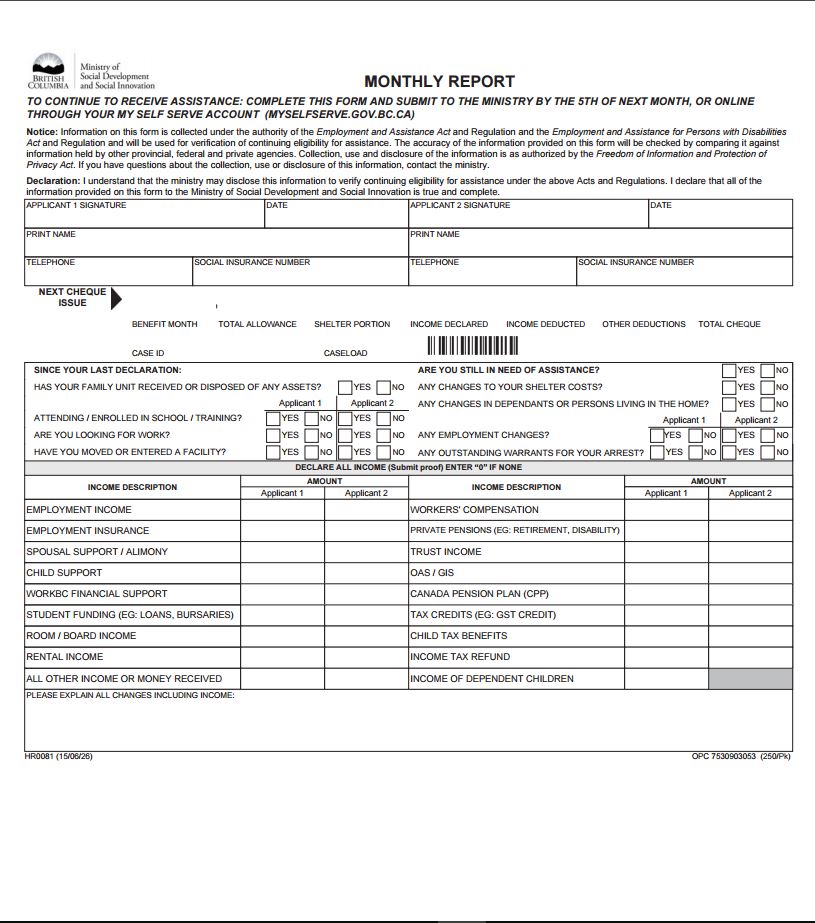 BRITISH
COLUMBIA
Ministry of
Social Development
and Social Innovation
MONTHLY REPORT
TO CONTINUE TO RECEIVE ASSISTANCE: COMPLETE THIS FORM AND SUBMIT TO THE MINISTRY BY THE 5TH OF NEXT MONTH, OR ONLINE
THROUGH YOUR MY SELF SERVE ACCOUNT (MYSELFSERVE.GOV.BC.CA)
Notice: Information on this form is collected under the authority of the Employment and Assistance Act and Regulation and the Employment and Assistance for Persons with Disabilities
Act and Regulation and will be used for verification of continuing eligibility for assistance. The accuracy of the information provided on this form will be checked by comparing it against
information held by other provincial, federal and private agencies. Collection, use and disclosure of the information is as authorized by the Freedom of Information and Protection of
Privacy Act. If you have questions about the collection, use or disclosure of this information, contact the ministry.
Declaration: I understand that the ministry may disclose this information to verify continuing eligibility for assistance under the above Acts and Regulations. I declare that all of the
information provided on this form to the Ministry of Social Development and Social Innovation is true and complete.
APPLICANT 1 SIGNATURE DATE APPLICANT 2 SIGNATURE DATE
PRINT NAME PRINT NAME
TELEPHONE SOCIAL INSURANCE NUMBER TELEPHONE SOCIAL INSURANCE NUMBER
NEXT CHEQUE
ISSUE
BENEFIT MONTH TOTAL ALLOWANCE SHELTER PORTION INCOME DECLARED INCOME DEDUCTED OTHER DEDUCTIONS TOTAL CHEQUE
CASE ID CASELOAD
SINCE YOUR LAST DECLARATION: ARE YOU STILL IN NEED OF ASSISTANCE? YES NO
HAS YOUR FAMILY UNIT RECEIVED OR DISPOSED OF ANY ASSETS? YES NO ANY CHANGES TO YOUR SHELTER COSTS? YES NO
Applicant 1 Applicant 2 ANY CHANGES IN DEPENDANTS OR PERSONS LIVING IN THE HOME? YES NO
ATTENDING / ENROLLED IN SCHOOL / TRAINING? YES NO YES NO Applicant 1 Applicant 2
ARE YOU LOOKING FOR WORK? YES NO YES NO ANY EMPLOYMENT CHANGES? YES NO YES NO
HAVE YOU MOVED OR ENTERED A FACILITY? YES NO YES NO ANY OUTSTANDING WARRANTS FOR YOUR ARREST? YES NO YES NO
DECLARE ALL INCOME (Submit proof) ENTER "0" IF NONE
INCOME DESCRIPTION AMOUNT INCOME DESCRIPTION AMOUNT
Applicant 1 Applicant 2 Applicant 1 Applicant 2
EMPLOYMENT INCOME WORKERS' COMPENSATION
EMPLOYMENT INSURANCE PRIVATE PENSIONS (EG: RETIREMENT, DISABILITY)
SPOUSAL SUPPORT / ALIMONY TRUST INCOME
CHILD SUPPORT OAS / GIS
WORKBC FINANCIAL SUPPORT CANADA PENSION PLAN (CPP)
STUDENT FUNDING (EG: LOANS, BURSARIES) TAX CREDITS (EG: GST CREDIT)
ROOM / BOARD INCOME CHILD TAX BENEFITS
RENTAL INCOME INCOME TAX REFUND
ALL OTHER INCOME OR MONEY RECEIVED INCOME OF DEPENDENT CHILDREN
PLEASE EXPLAIN ALL CHANGES INCLUDING INCOME:
HR0081 (15/06/26) OPC 7530903053 (250/Pk)